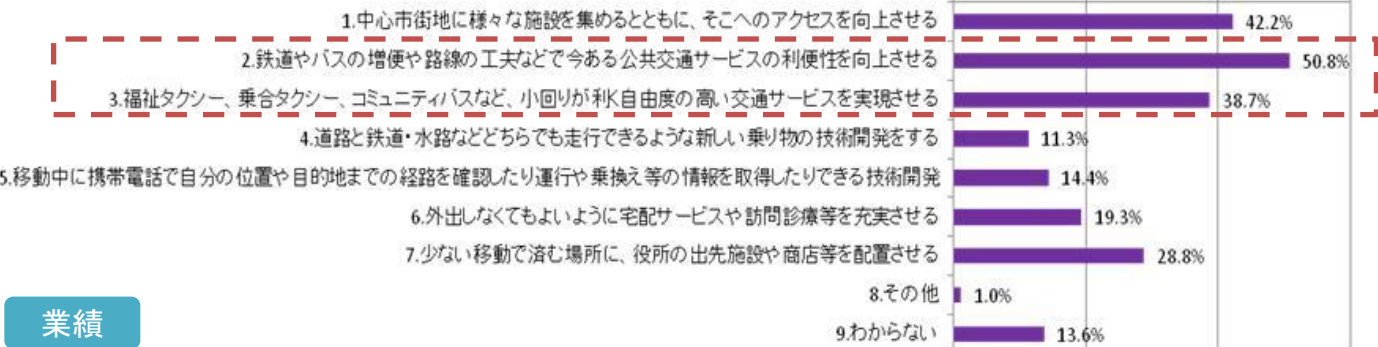 1.中心市街地に様々な施設を集めるとともに、そこへのアクセスを向上させる 42.2%
2.鉄道やバスの増便や路線の工夫などで今ある公共交通サービスの利便性を向上させる 50.8%
3.福祉タクシー、乗合タクシー、コミュニティバスなど、小回りが利く自由度の高い交通サービスを実現させる 38.7%
4.道路と鉄道・水路などどちらでも走行できるような新しい乗り物の技術開発をする 11.3%
5.移動中に携帯電話で自分の位置や目的地までの経路を確認したり運行や乗換え等の情報を取得したりできる技術開発 14.4%
6.外出しなくてもよいように宅配サービスや訪問診療等を充実させる 19.3%
7.少ない移動で済む場所に、役所の出先施設や商店等を配置させる 28.8%
8.その他 1.0%
業績
9.わからない 13.6%